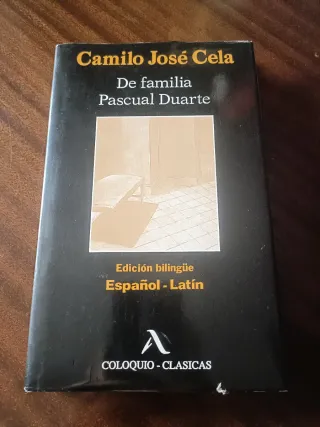 Camilo José Cela
De familia
Pascual Duarte
Edición bilingüe
Español - Latín
COLOQUIO - CLASICAS